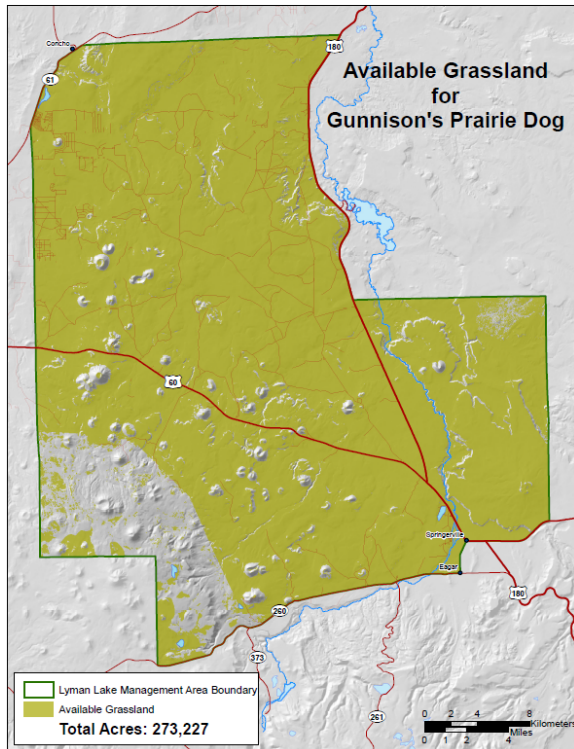 Concho
180
61
Available Grassland
for
Gunnison's Prairie Dog
60
Springerville
Eagar
180
260
373
261
Lyman Lake Management Area Boundary
Available Grassland
Total Acres: 273,227
0 2 4 8
Kilometers
Miles
0 1 2 4